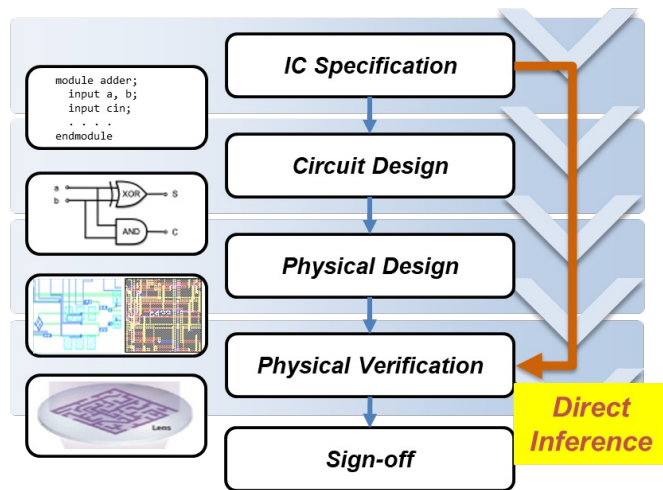 IC Specification
module adder;
input a, b;
input cin;
. . . .
endmodule
Circuit Design
a
b
XOR
S
AND
C
Physical Design
Physical Verification
Lens
Direct
Inference
Sign-off